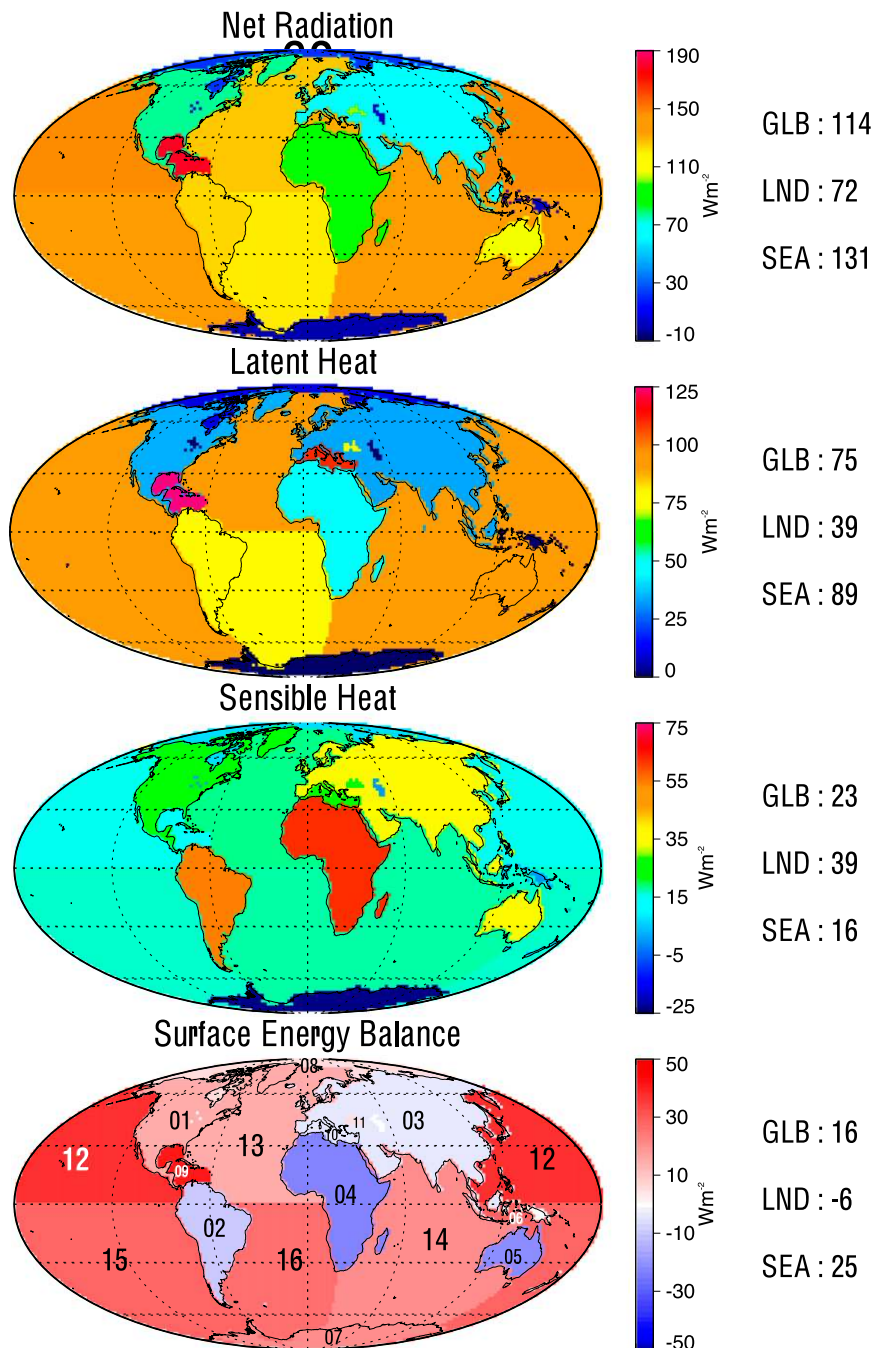 Net Radiation
190
150
110
70
30
-10
Wm⁻²
GLB : 114
LND : 72
SEA : 131
Latent Heat
125
100
75
50
25
0
Wm⁻²
GLB : 75
LND : 39
SEA : 89
Sensible Heat
75
55
35
15
-5
-25
Wm⁻²
GLB : 23
LND : 39
SEA : 16
Surface Energy Balance
08
01
11
03
10
12
13
12
09
04
02
06
15
16
14
05
07
50
30
10
-10
-30
-50
Wm⁻²
GLB : 16
LND : -6
SEA : 25